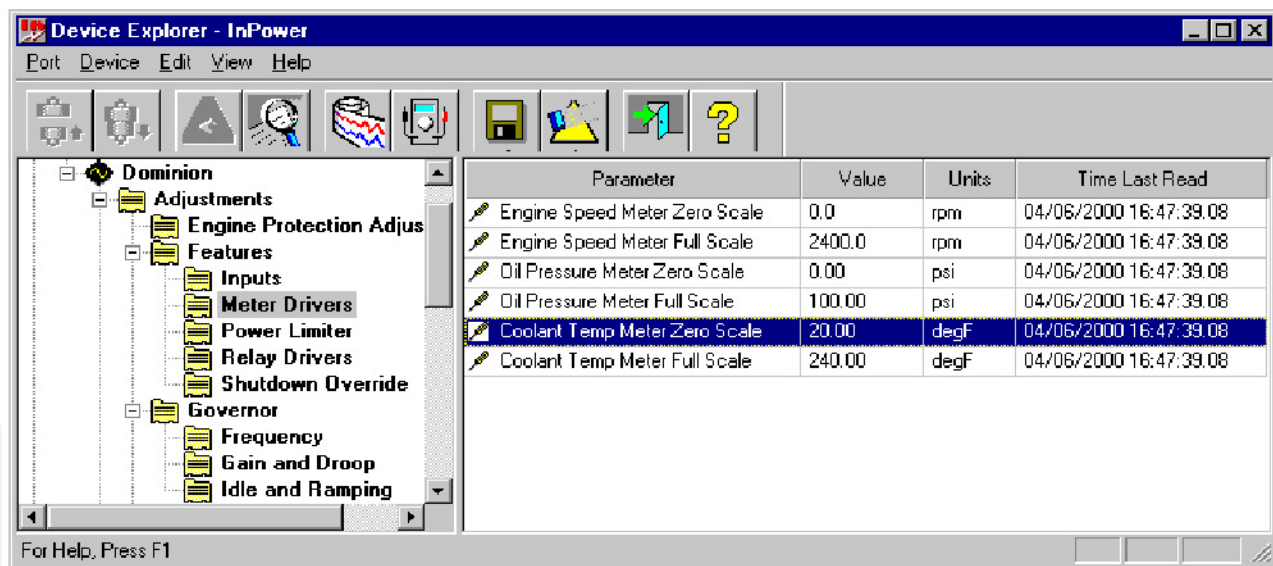 Device Explorer - InPower
Port Device Edit View Help
Dominion
Adjustments
Engine Protection Adjus
Features
Inputs
Meter Drivers
Power Limiter
Relay Drivers
Shutdown Override
Governor
Frequency
Gain and Droop
Idle and Ramping
Parameter Value Units Time Last Read
Engine Speed Meter Zero Scale 0.0 rpm 04/06/2000 16:47:39.08
Engine Speed Meter Full Scale 2400.0 rpm 04/06/2000 16:47:39.08
Oil Pressure Meter Zero Scale 0.00 psi 04/06/2000 16:47:39.08
Oil Pressure Meter Full Scale 100.00 psi 04/06/2000 16:47:39.08
Coolant Temp Meter Zero Scale 20.00 degF 04/06/2000 16:47:39.08
Coolant Temp Meter Full Scale 240.00 degF 04/06/2000 16:47:39.08
For Help, Press F1